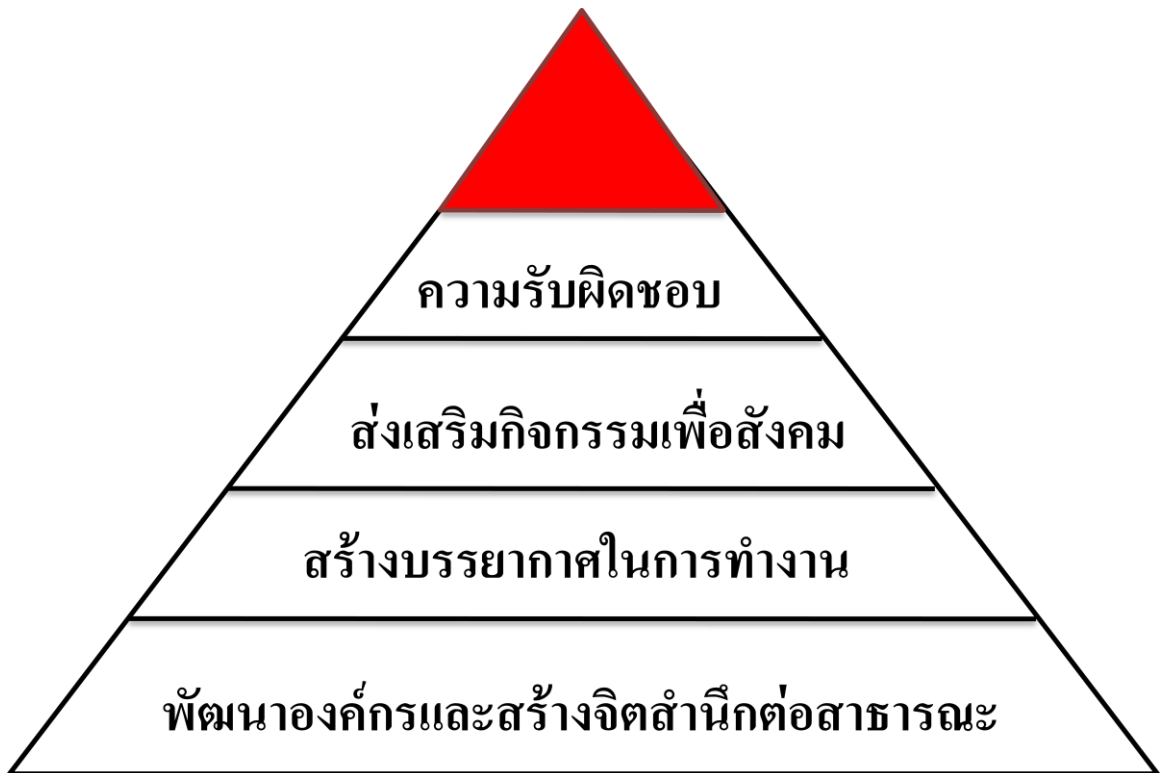 ความรับผิดชอบ
ส่งเสริมกิจกรรมเพื่อสังคม
สร้างบรรยากาศในการทำงาน
พัฒนาองค์กรและสร้างจิตสำนึกต่อสาธารณะ